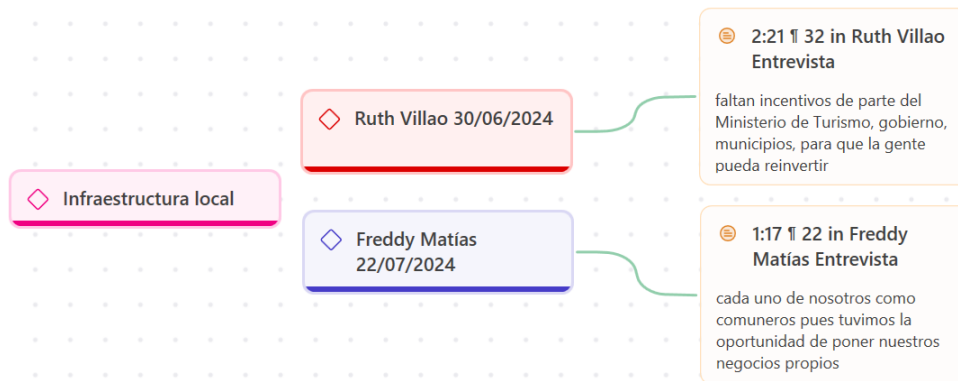 Infraestructura local
Ruth Villao 30/06/2024
2:21 ¶ 32 in Ruth Villao
Entrevista
faltan incentivos de parte del
Ministerio de Turismo, gobierno,
municipios, para que la gente
pueda reinvertir
Freddy Matías
22/07/2024
1:17 ¶ 22 in Freddy
Matías Entrevista
cada uno de nosotros como
comuneros pues tuvimos la
oportunidad de poner nuestros
negocios propios